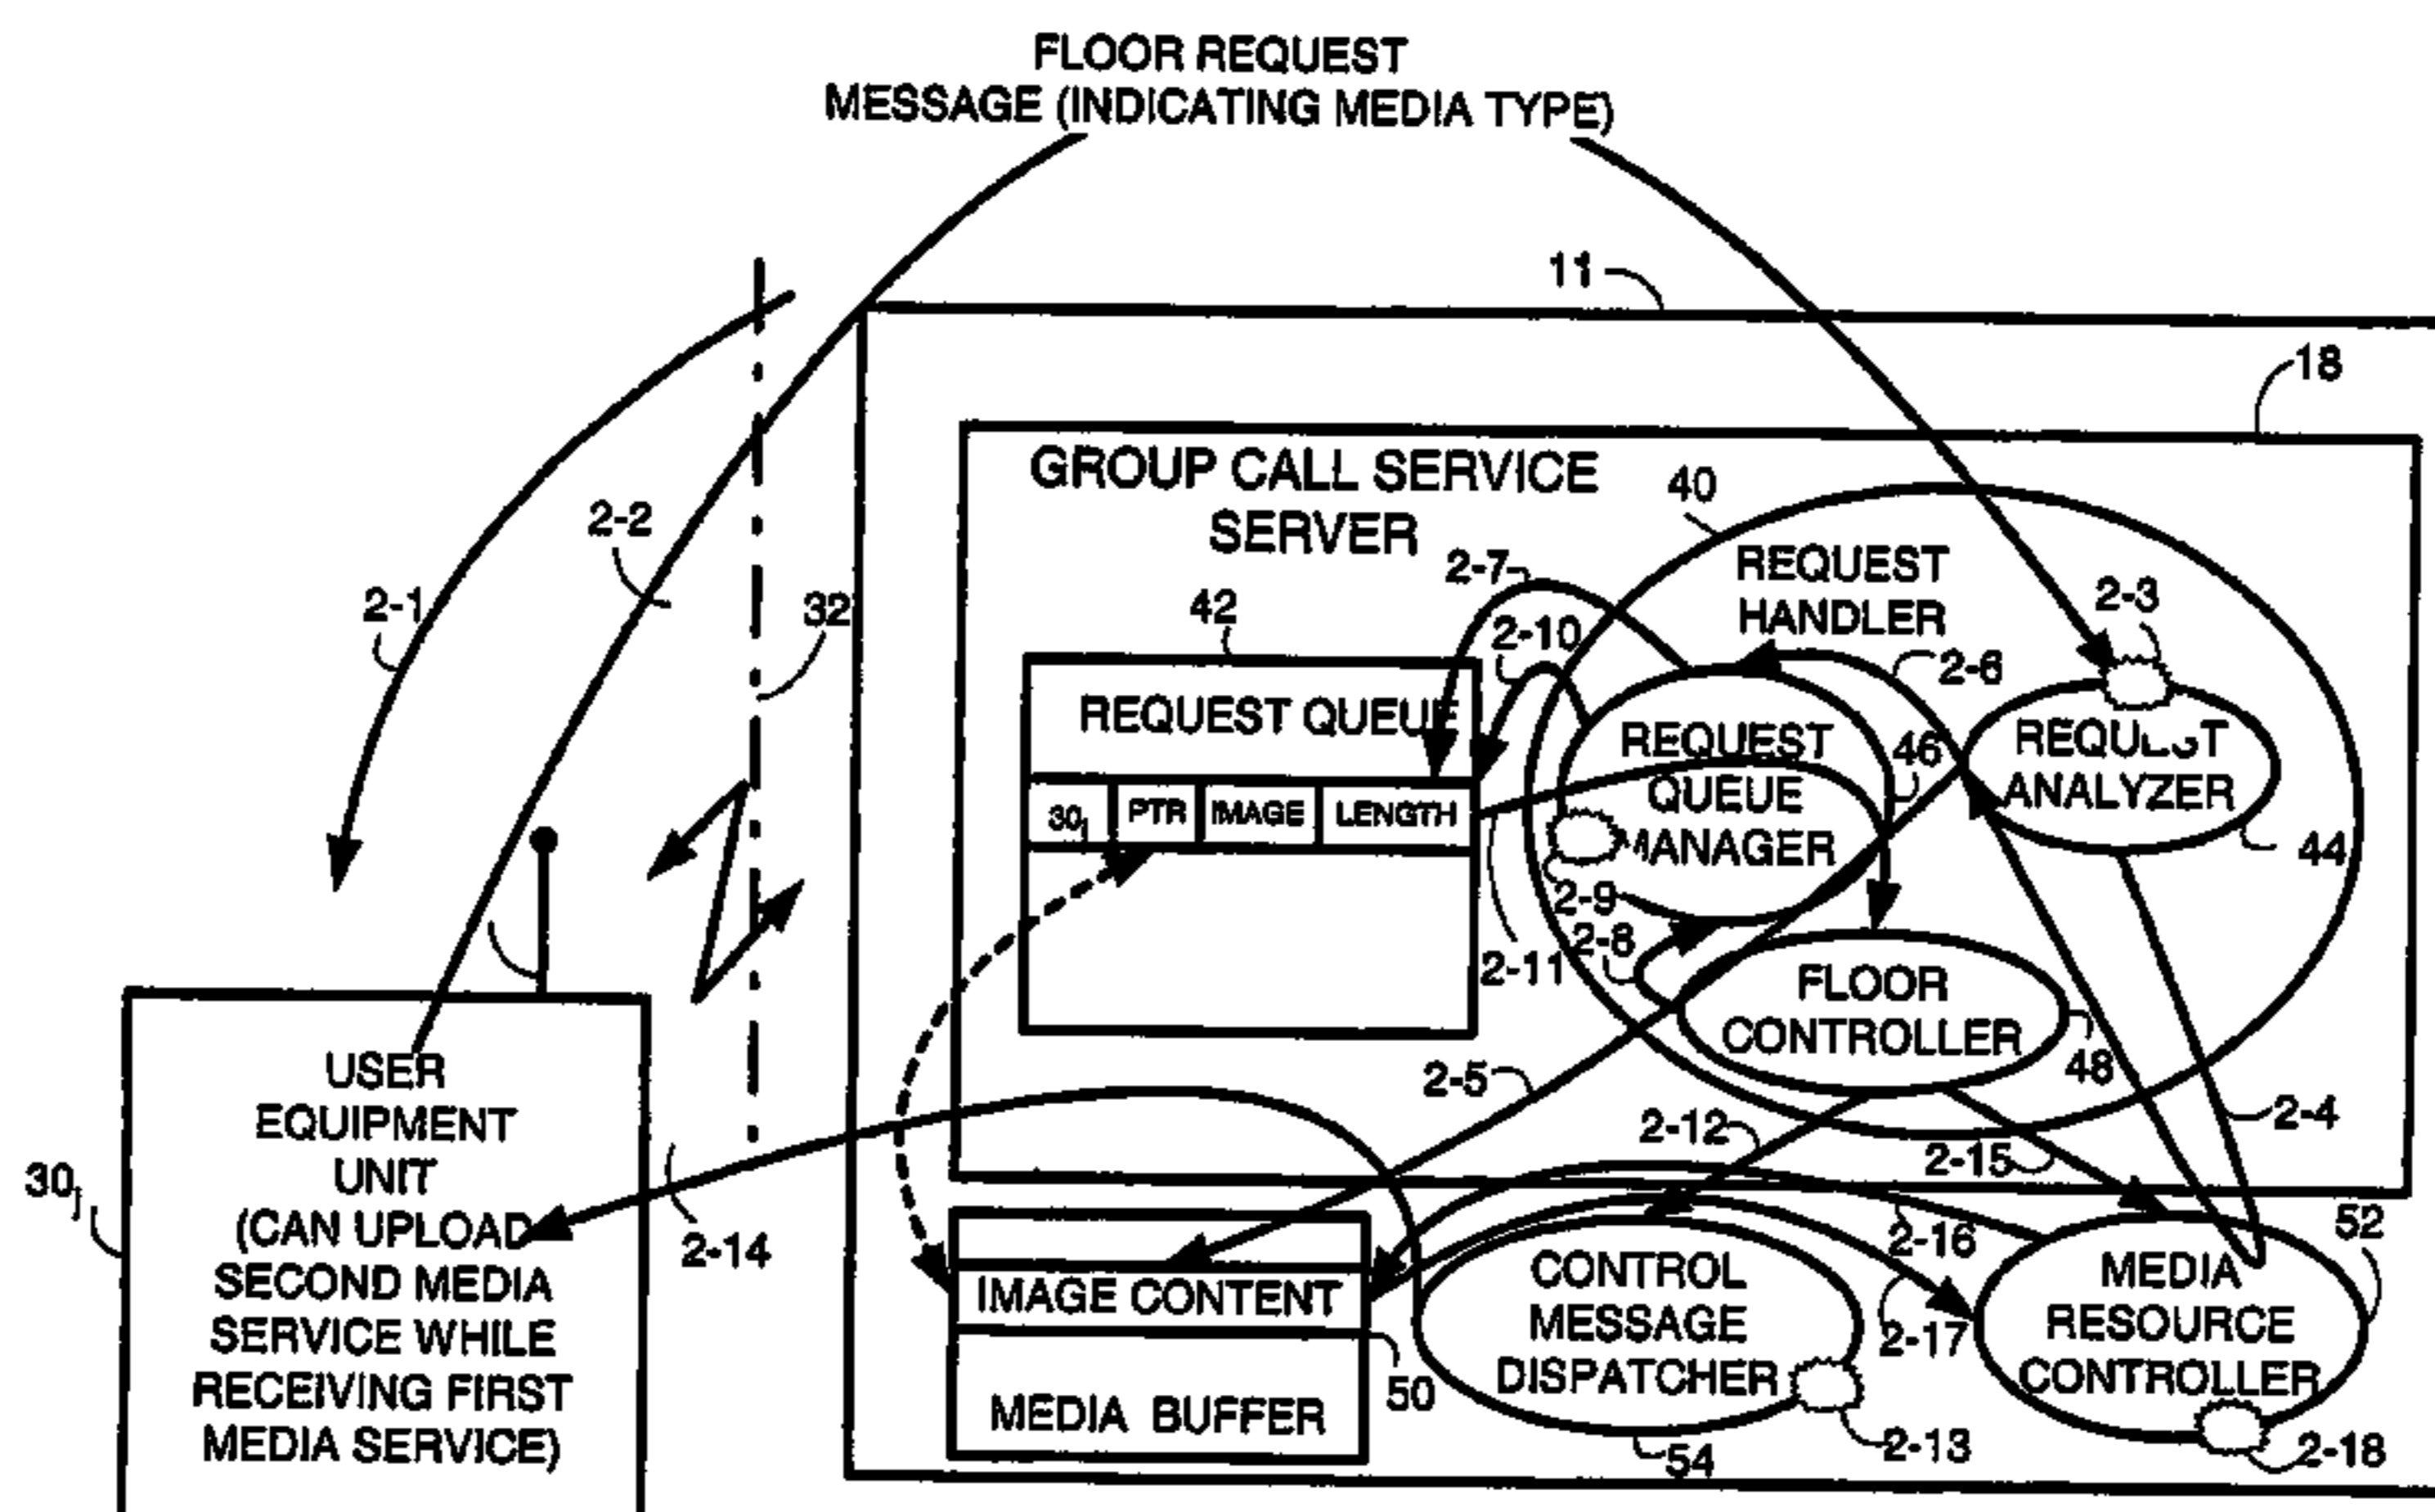 FLOOR REQUEST
MESSAGE (INDICATING MEDIA TYPE)
11
18
GROUP CALL SERVICE
SERVER
40
2-2
2-1
32
2-7
42
2-10
REQUEST
HANDLER
2-3
2-6
REQUEST QUEUE
REQUEST
QUEUE
MANAGER
46
REQUEST
ANALYZER
44
30j PTR IMAGE LENGTH
2-9
2-8
2-11
FLOOR
CONTROLLER
48
2-5
2-4
2-12
2-15
USER
EQUIPMENT
UNIT
(CAN UPLOAD
SECOND MEDIA
SERVICE WHILE
RECEIVING FIRST
MEDIA SERVICE)
30j
2-14
2-16
52
IMAGE CONTENT
MEDIA BUFFER
50
CONTROL
MESSAGE
DISPATCHER
2-17
MEDIA
RESOURCE
CONTROLLER
54
2-13
2-18